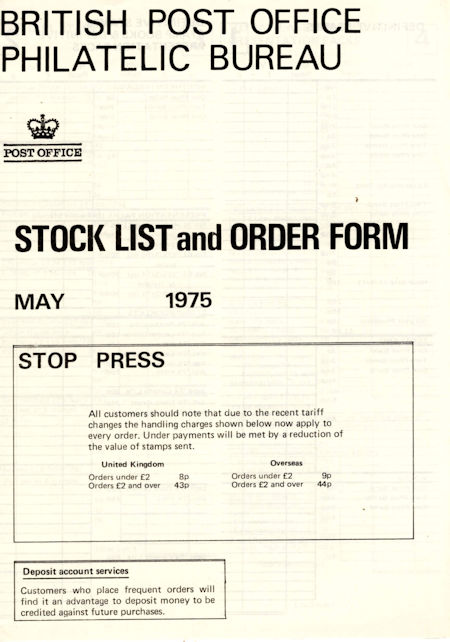 BRITISH POST OFFICE
PHILATELIC BUREAU
POST OFFICE
STOCK LIST and ORDER FORM
MAY 1975
STOP PRESS
All customers should note that due to the recent tariff
changes the handling charges shown below now apply to
every order. Under payments will be met by a reduction of
the value of stamps sent.
United Kingdom Overseas
Orders under £2 8p Orders under £2 9p
Orders £2 and over 43p Orders £2 and over 44p
Deposit account services
Customers who place frequent orders will
find it an advantage to deposit money to be
credited against future purchases.